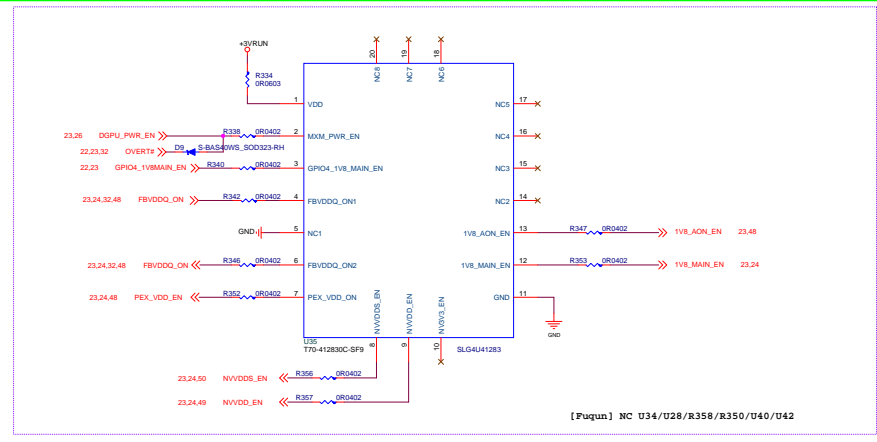 +3VRUN
R334
0R0603
20
19
18
NC8
NC7
NC6
1
VDD
NC5
17
23,26 DGPU_PWR_EN R338 0R0402 2 MXM_PWR_EN
NC4
16
22,23,32 OVERT# D9 S-BAS40WS_SOD323-RH
22,23 GPIO4_1V8MAIN_EN R340 0R0402 3 GPIO4_1V8_MAIN_EN
NC3
15
23,24,32,48 FBVDDQ_ON R342 0R0402 4 FBVDDQ_ON1
NC2
14
GND 5 NC1
1V8_AON_EN 13 R347 0R0402 1V8_AON_EN 23,48
23,24,32,48 FBVDDQ_ON R346 0R0402 6 FBVDDQ_ON2
1V8_MAIN_EN 12 R353 0R0402 1V8_MAIN_EN 23,24
23,24,48 PEX_VDD_EN R352 0R0402 7 PEX_VDD_ON
GND 11
NVVDDS_EN
NVVDD_EN
NV3V3_EN
GND
U35
T70-412830C-SF9
8
9
10
SLG4U41283
23,24,50 NVVDDS_EN R356 0R0402
23,24,49 NVVDD_EN R357 0R0402
[Fuqun] NC U34/U28/R358/R350/U40/U42